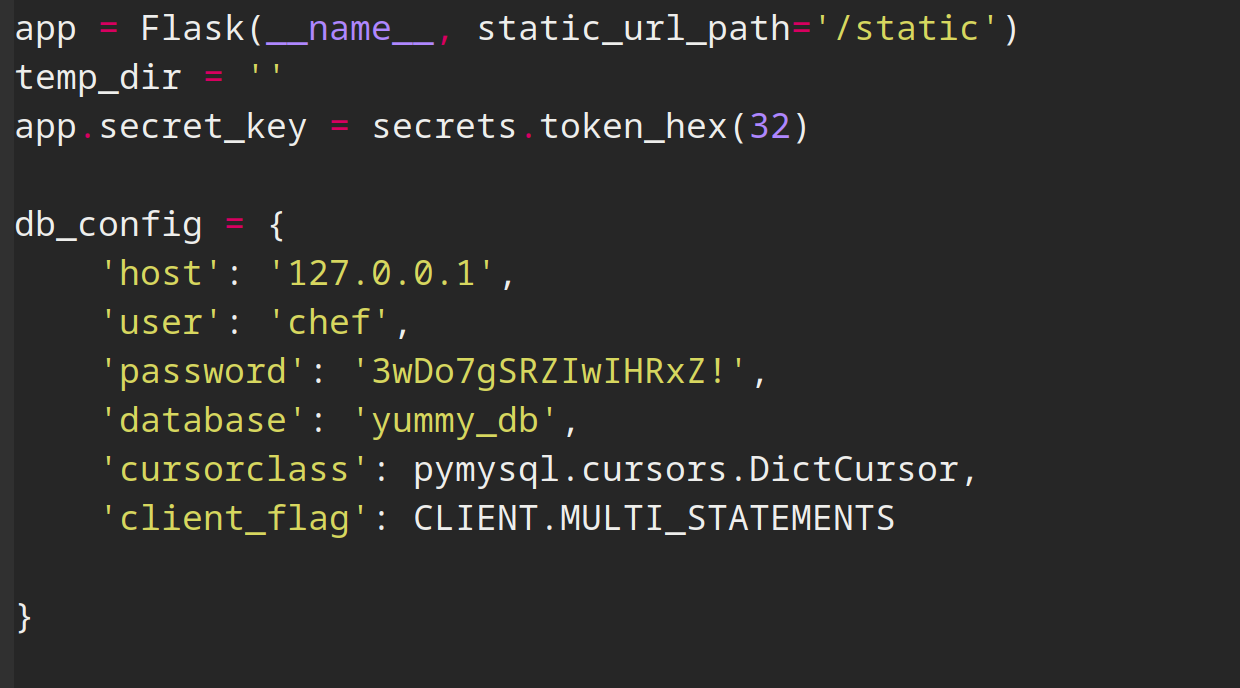 app = Flask(__name__, static_url_path='/static')
temp_dir = ''
app.secret_key = secrets.token_hex(32)
db_config = {
    'host': '127.0.0.1',
    'user': 'chef',
    'password': '3wDo7gSRZIwIHRxZ!',
    'database': 'yummy_db',
    'cursorclass': pymysql.cursors.DictCursor,
    'client_flag': CLIENT.MULTI_STATEMENTS
}